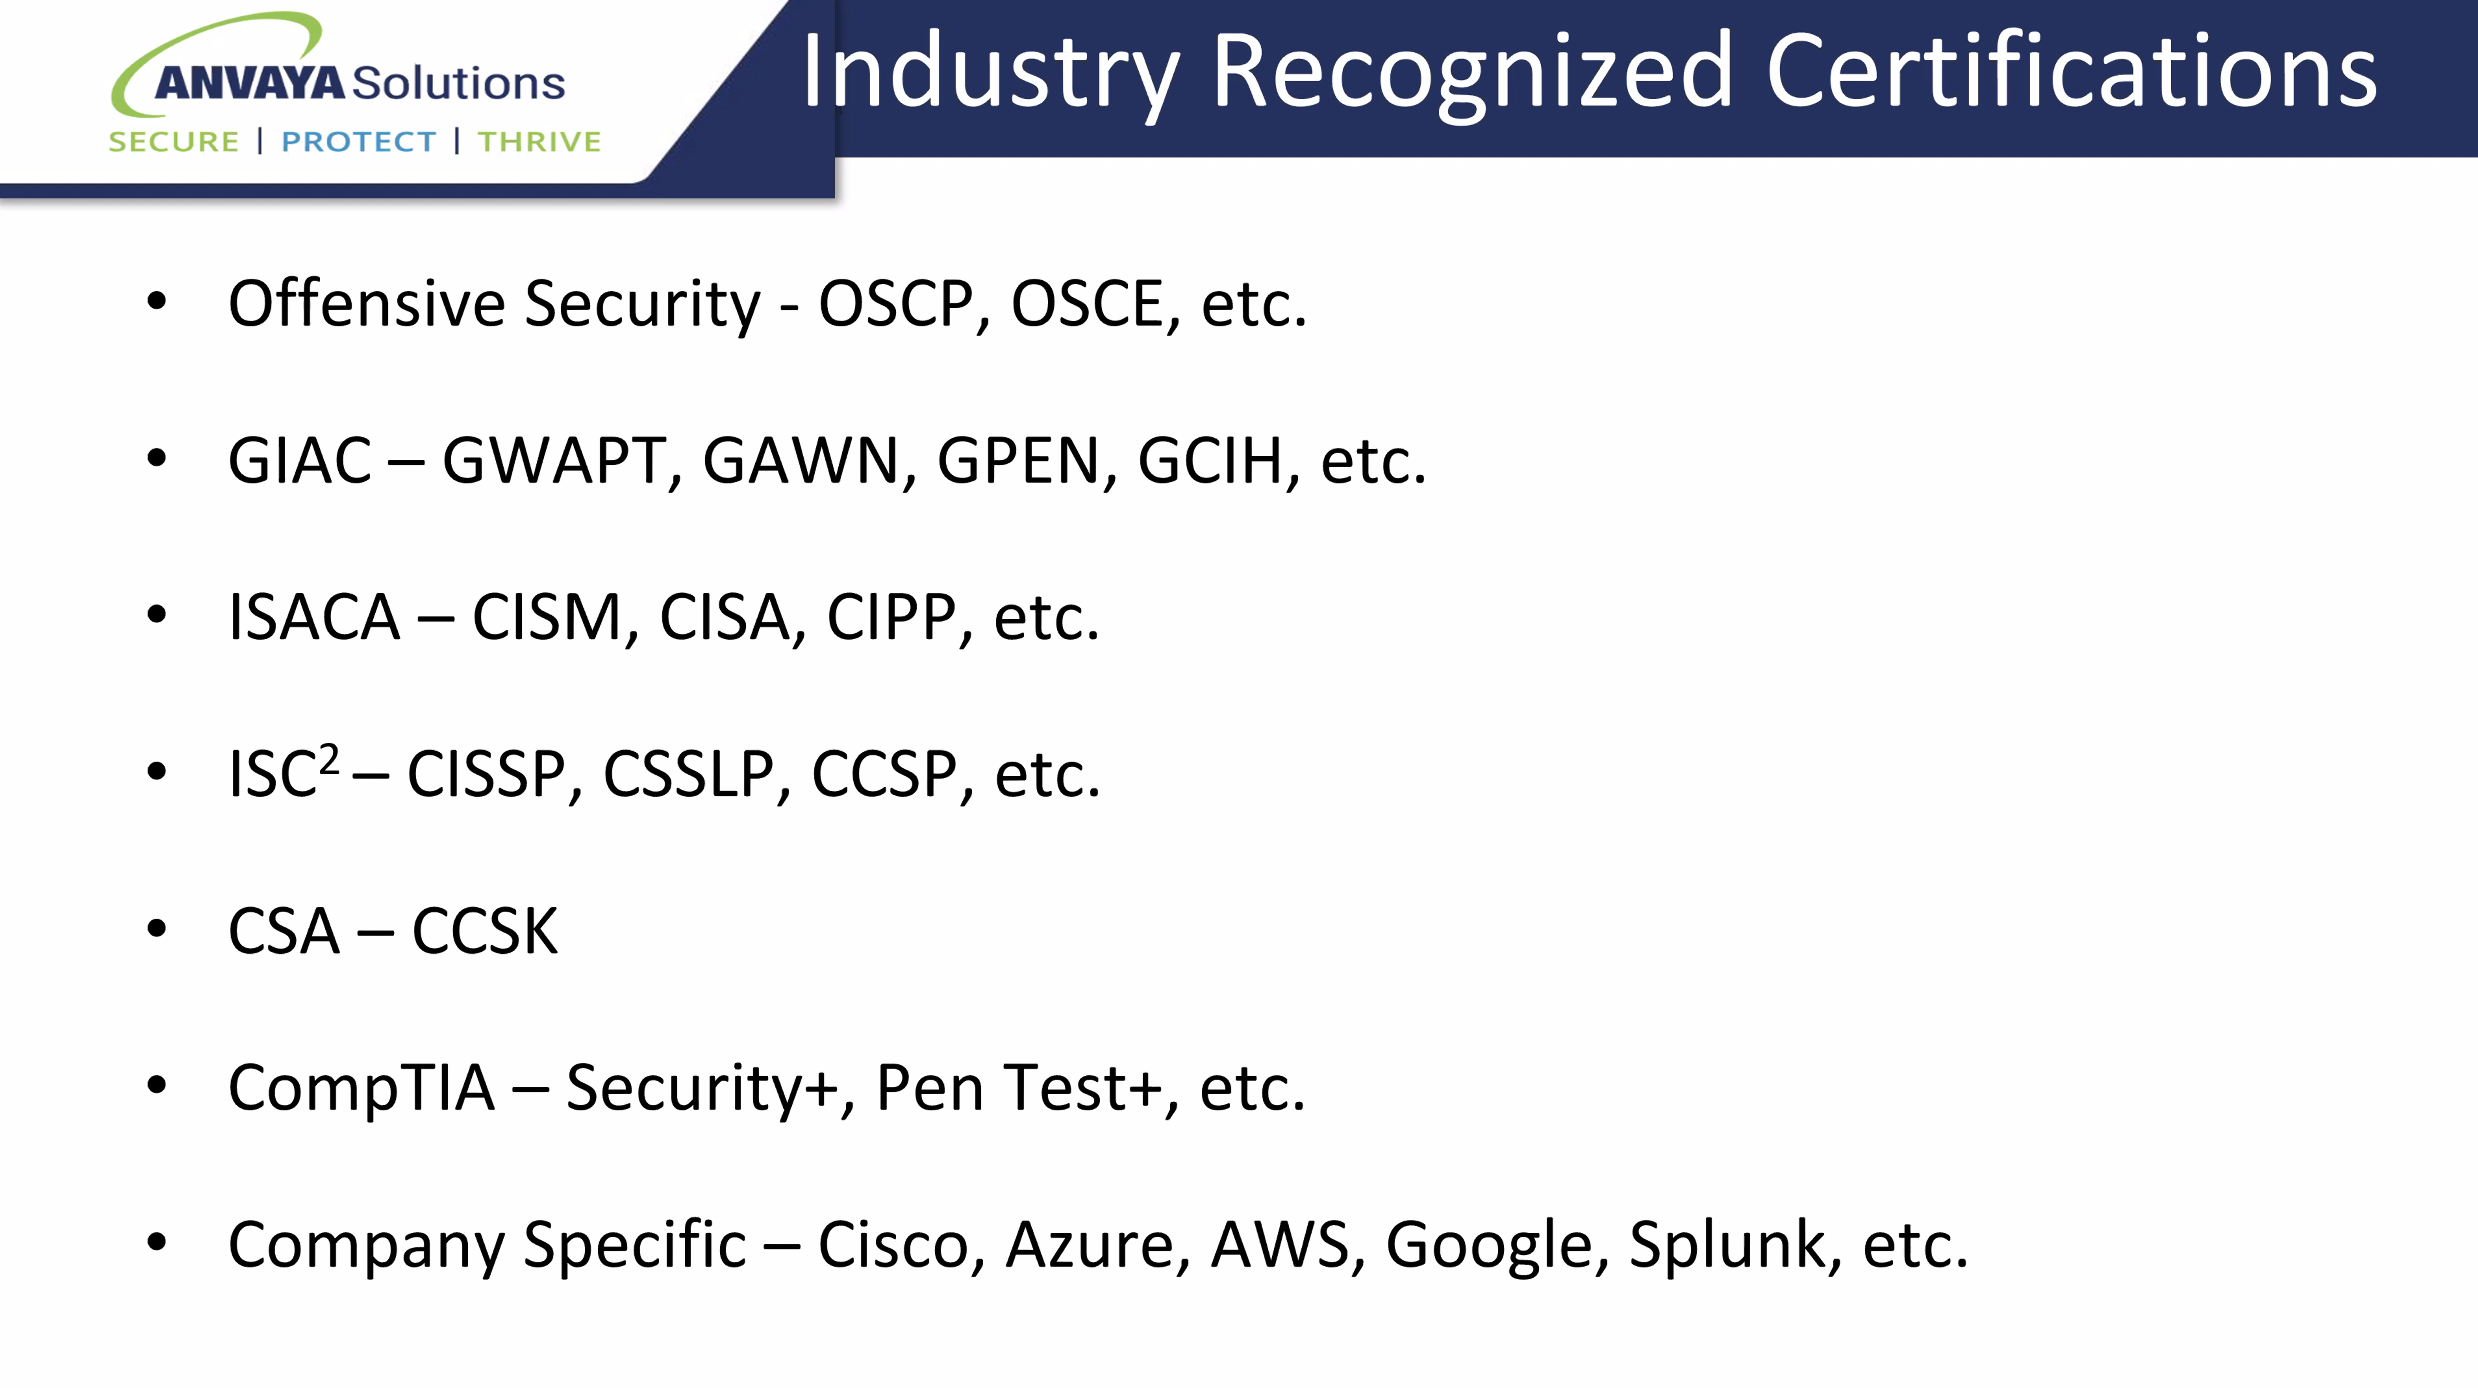 ANVAYA Solutions
SECURE | PROTECT | THRIVE
Industry Recognized Certifications
• Offensive Security - OSCP, OSCE, etc.
• GIAC – GWAPT, GAWN, GPEN, GCIH, etc.
• ISACA – CISM, CISA, CIPP, etc.
• ISC² – CISSP, CSSLP, CCSP, etc.
• CSA – CCSK
• CompTIA – Security+, Pen Test+, etc.
• Company Specific – Cisco, Azure, AWS, Google, Splunk, etc.